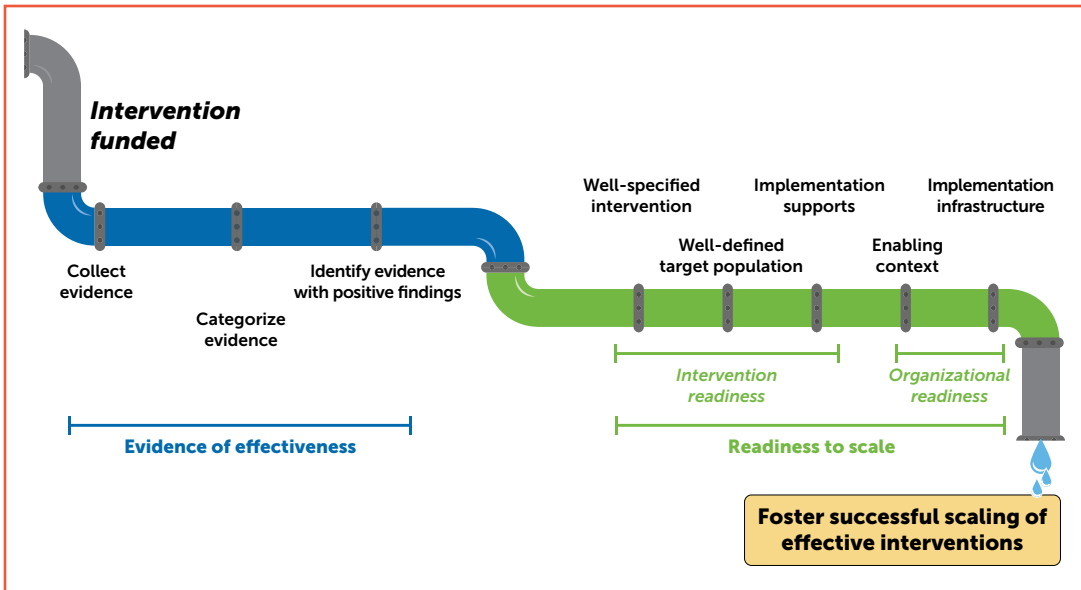 Intervention
funded
Collect
evidence
Categorize
evidence
Identify evidence
with positive findings
Evidence of effectiveness
Well-specified
intervention
Well-defined
target population
Implementation
supports
Enabling
context
Implementation
infrastructure
Intervention
readiness
Organizational
readiness
Readiness to scale
Foster successful scaling of
effective interventions